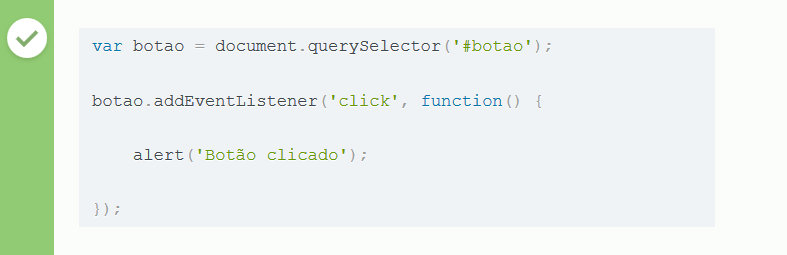 var botao = document.querySelector('#botao');
botao.addEventListener('click', function() {
alert('Botão clicado');
});